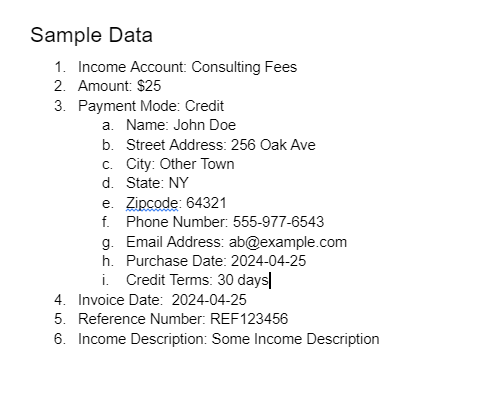 Sample Data
1. Income Account: Consulting Fees
2. Amount: $25
3. Payment Mode: Credit
a. Name: John Doe
b. Street Address: 256 Oak Ave
c. City: Other Town
d. State: NY
e. Zipcode: 64321
f. Phone Number: 555-977-6543
g. Email Address: ab@example.com
h. Purchase Date: 2024-04-25
i. Credit Terms: 30 days
4. Invoice Date: 2024-04-25
5. Reference Number: REF123456
6. Income Description: Some Income Description